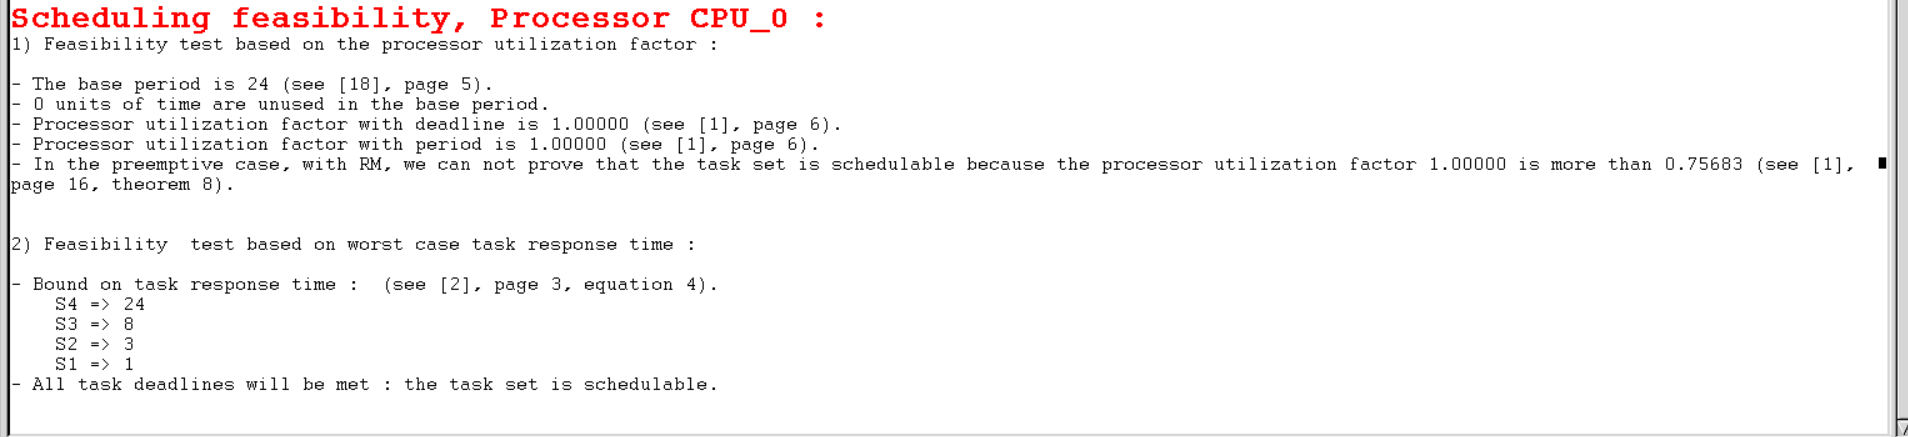 Scheduling feasibility, Processor CPU_0 :
1) Feasibility test based on the processor utilization factor :
- The base period is 24 (see [18], page 5).
- 0 units of time are unused in the base period.
- Processor utilization factor with deadline is 1.00000 (see [1], page 6).
- Processor utilization factor with period is 1.00000 (see [1], page 6).
- In the preemptive case, with RM, we can not prove that the task set is schedulable because the processor utilization factor 1.00000 is more than 0.75683 (see [1],
page 16, theorem 8).
2) Feasibility  test based on worst case task response time :
- Bound on task response time :  (see [2], page 3, equation 4).
S4 => 24
S3 => 8
S2 => 3
S1 => 1
- All task deadlines will be met : the task set is schedulable.